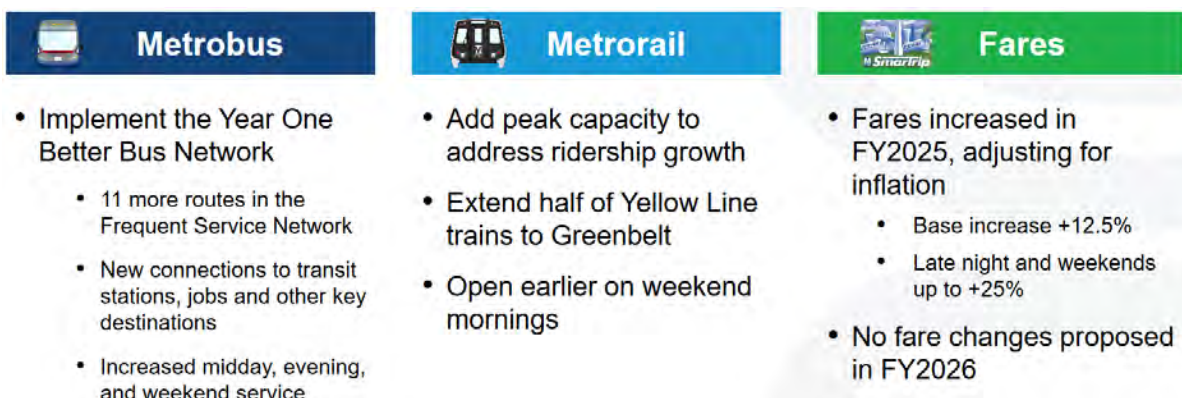 Metrobus
• Implement the Year One
Better Bus Network
• 11 more routes in the
Frequent Service Network
• New connections to transit
stations, jobs and other key
destinations
• Increased midday, evening,
and weekend service
Metrorail
• Add peak capacity to
address ridership growth
• Extend half of Yellow Line
trains to Greenbelt
• Open earlier on weekend
mornings
SmarTrip
Fares
• Fares increased in
FY2025, adjusting for
inflation
• Base increase +12.5%
• Late night and weekends
up to +25%
• No fare changes proposed
in FY2026